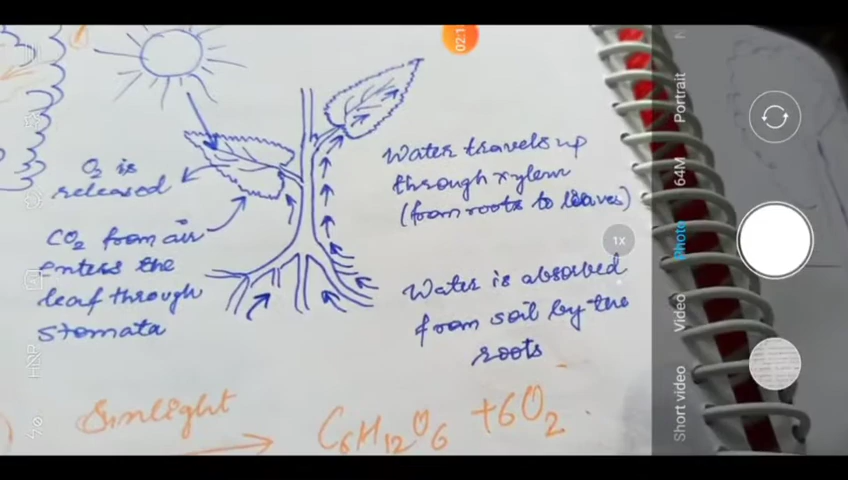 02:1
O2 is
released
CO2 from air
enters the
leaf through
stomata
Water travels up
through xylem
(from roots to leaves)
Water is absorbed
from soil by the
roots
Sunlight
C6H12O6 +6O2
1x
N
Portrait
64M
Photo
Video
Short video